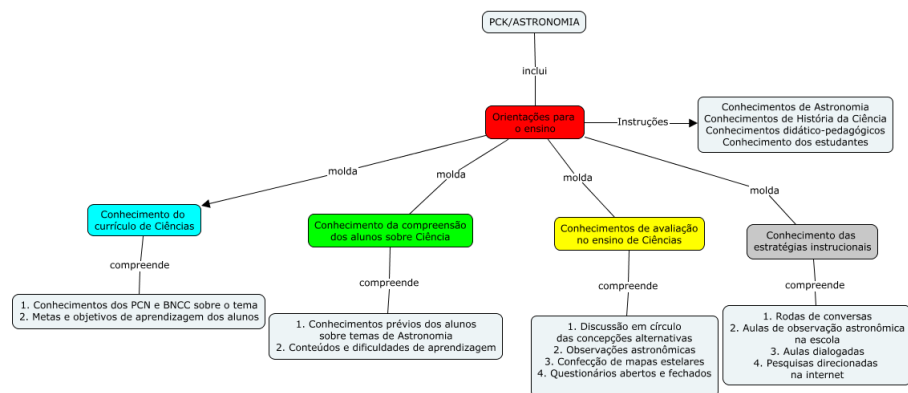 PCK/ASTRONOMIA
inclui
Orientações para
o ensino
Instruções
Conhecimentos de Astronomia
Conhecimentos de História da Ciência
Conhecimentos didático-pedagógicos
Conhecimento dos estudantes
molda
molda
molda
molda
Conhecimento do
currículo de Ciências
Conhecimento da compreensão
dos alunos sobre Ciência
Conhecimentos de avaliação
no ensino de Ciências
Conhecimento das
estratégias instrucionais
compreende
compreende
compreende
compreende
1. Conhecimentos dos PCN e BNCC sobre o tema
2. Metas e objetivos de aprendizagem dos alunos
1. Conhecimentos prévios dos alunos
sobre temas de Astronomia
2. Conteúdos e dificuldades de aprendizagem
1. Discussão em círculo
das concepções alternativas
2. Observações astronômicas
3. Confecção de mapas estelares
4. Questionários abertos e fechados
1. Rodas de conversas
2. Aulas de observação astronômica
na escola
3. Aulas dialogadas
4. Pesquisas direcionadas
na internet